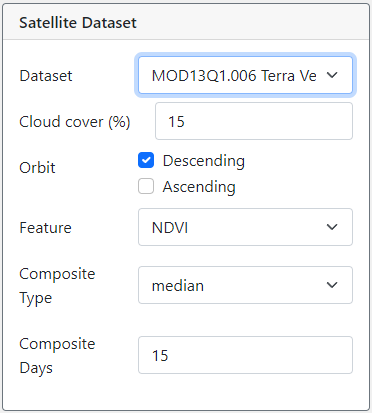 Satellite Dataset
Dataset
MOD13Q1.006 Terra Ve
Cloud cover (%)
15
Orbit
Descending
Ascending
Feature
NDVI
Composite
Type
median
Composite
Days
15